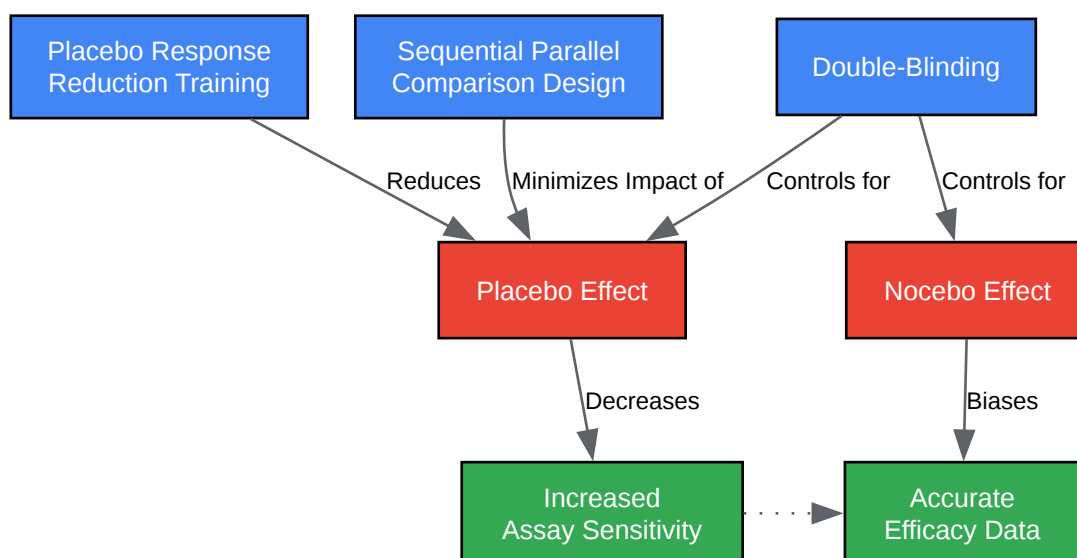 Placebo Response
Reduction Training
Sequential Parallel
Comparison Design
Double-Blinding
Reduces
Minimizes Impact of
Controls for
Controls for
Placebo Effect
Nocebo Effect
Decreases
Biases
Increased
Assay Sensitivity
Accurate
Efficacy Data